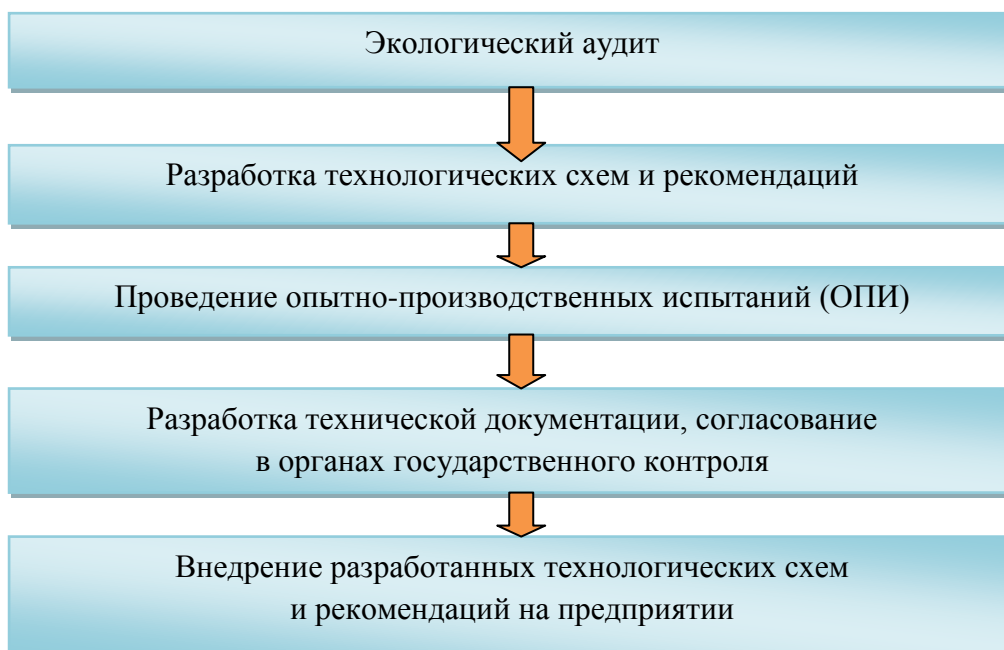 Экологический аудит
Разработка технологических схем и рекомендаций
Проведение опытно-производственных испытаний (ОПИ)
Разработка технической документации, согласование
в органах государственного контроля
Внедрение разработанных технологических схем
и рекомендаций на предприятии